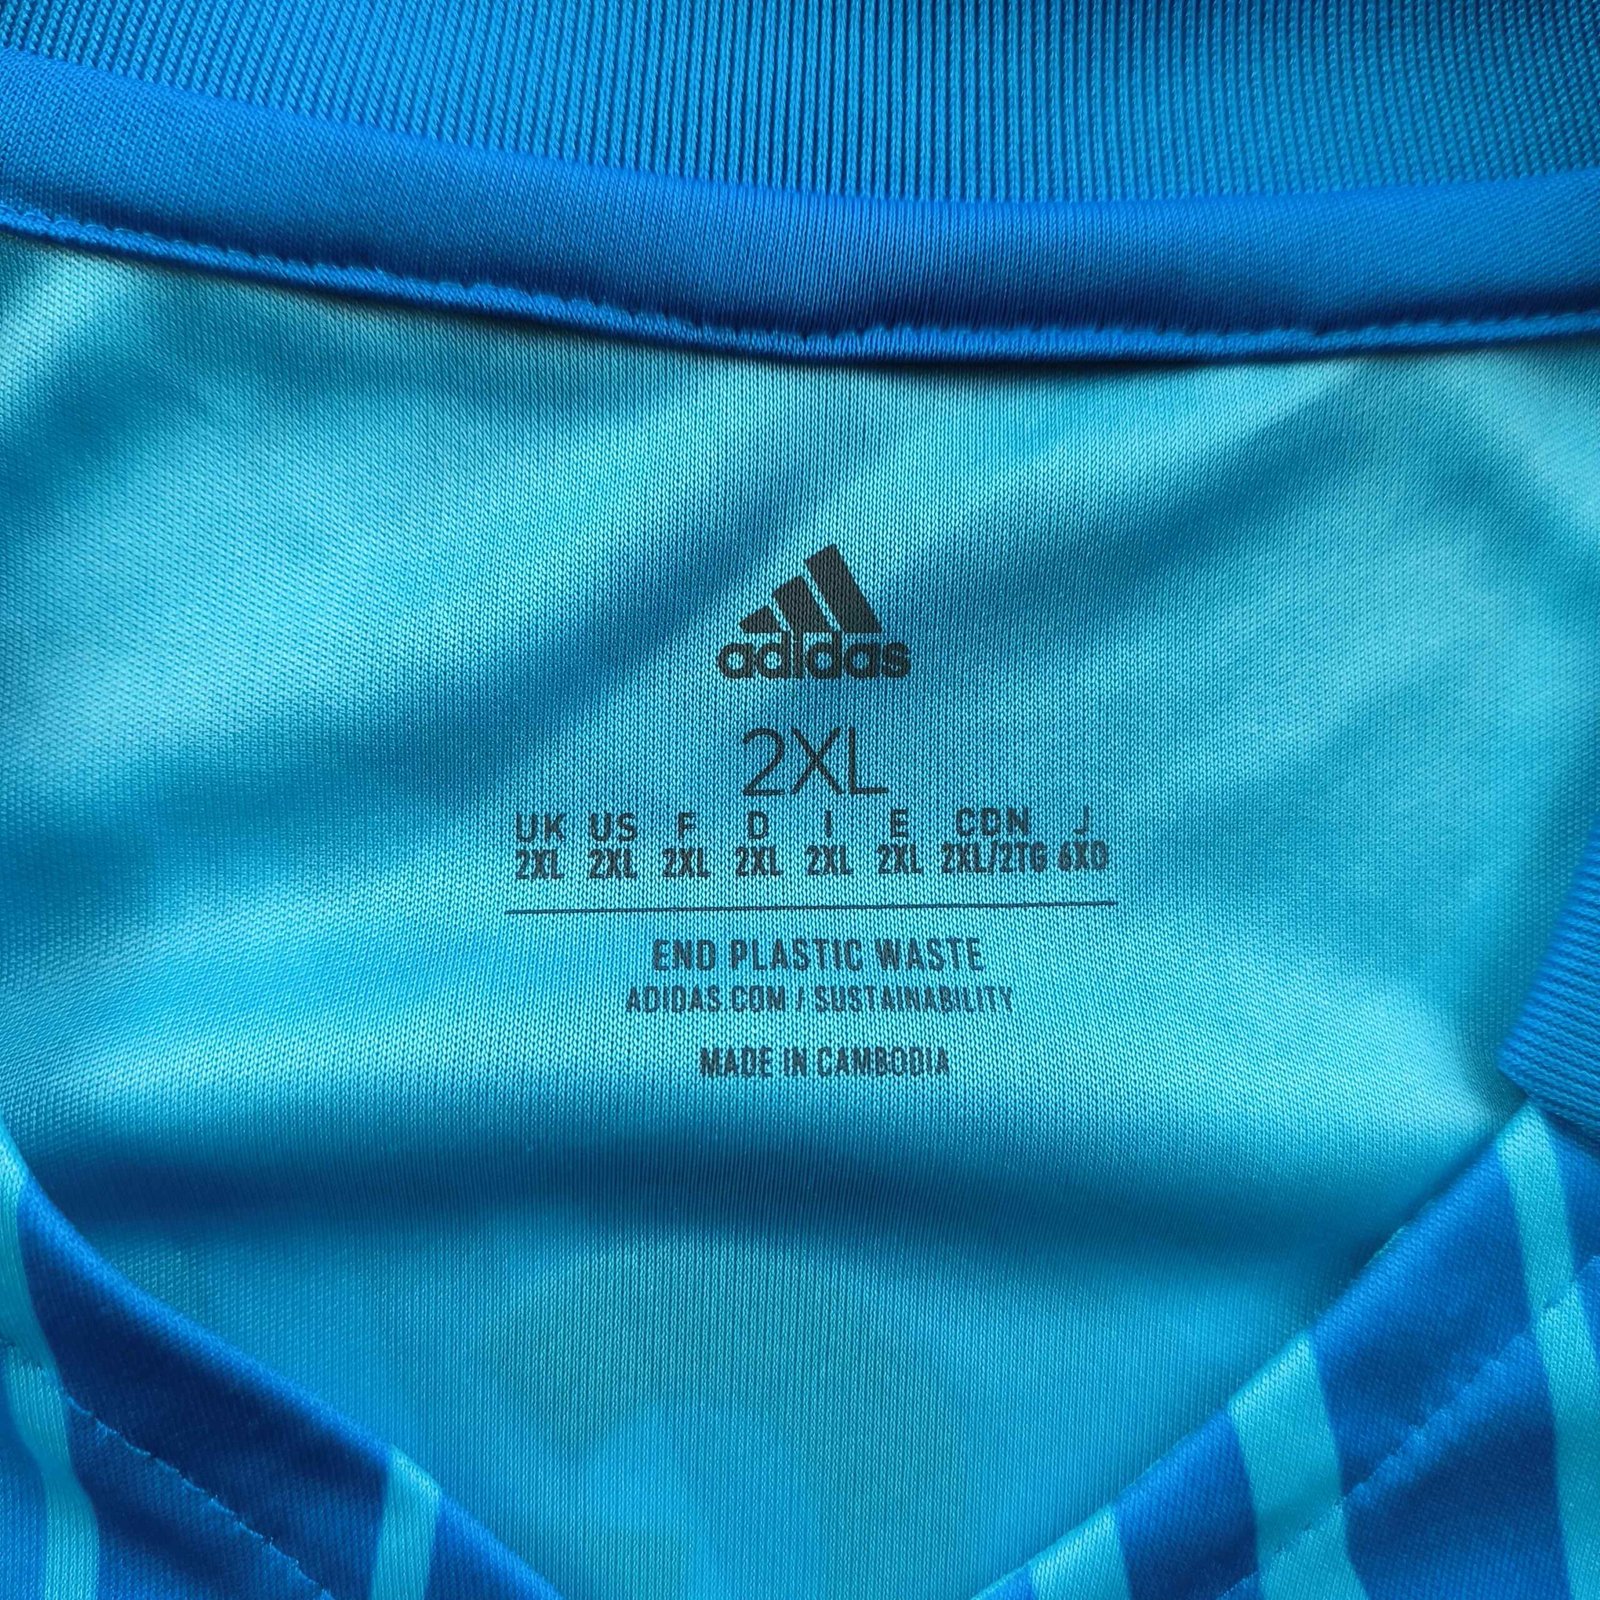 adidas
2XL
UK US F D I E CDN J
2XL 2XL 2XL 2XL 2XL 2XL 2XL/2TG 6XO
END PLASTIC WASTE
ADIDAS.COM / SUSTAINABILITY
MADE IN CAMBODIA